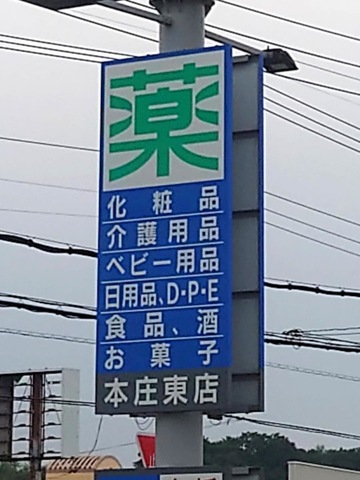 薬
化粧品
介護用品
ベビー用品
日用品、D・P・E
食品、酒
お菓子
本庄東店